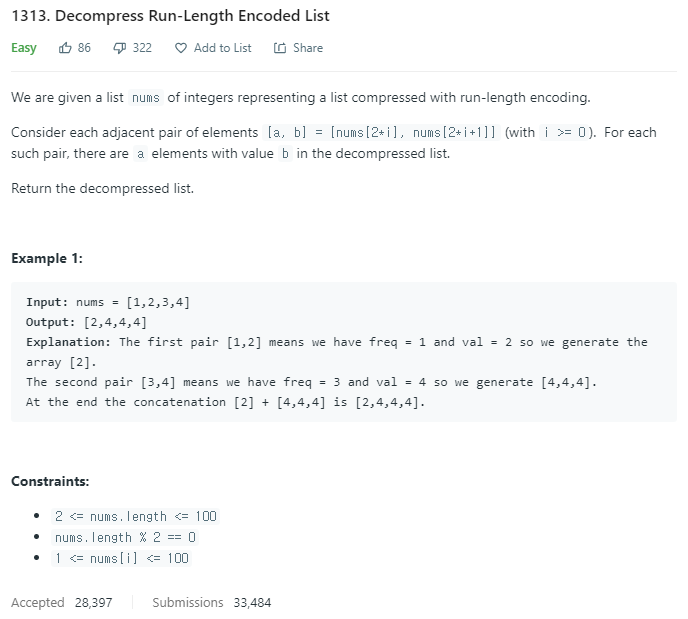 1313. Decompress Run-Length Encoded List
Easy 86 322 Add to List Share
We are given a list nums of integers representing a list compressed with run-length encoding.
Consider each adjacent pair of elements [a, b] = [nums[2*i], nums[2*i+1]] (with i >= 0). For each
such pair, there are a elements with value b in the decompressed list.
Return the decompressed list.
Example 1:
Input: nums = [1,2,3,4]
Output: [2,4,4,4]
Explanation: The first pair [1,2] means we have freq = 1 and val = 2 so we generate the
array [2].
The second pair [3,4] means we have freq = 3 and val = 4 so we generate [4,4,4].
At the end the concatenation [2] + [4,4,4] is [2,4,4,4].
Constraints:
• 2 <= nums.length <= 100
• nums.length % 2 == 0
• 1 <= nums[i] <= 100
Accepted 28,397 Submissions 33,484